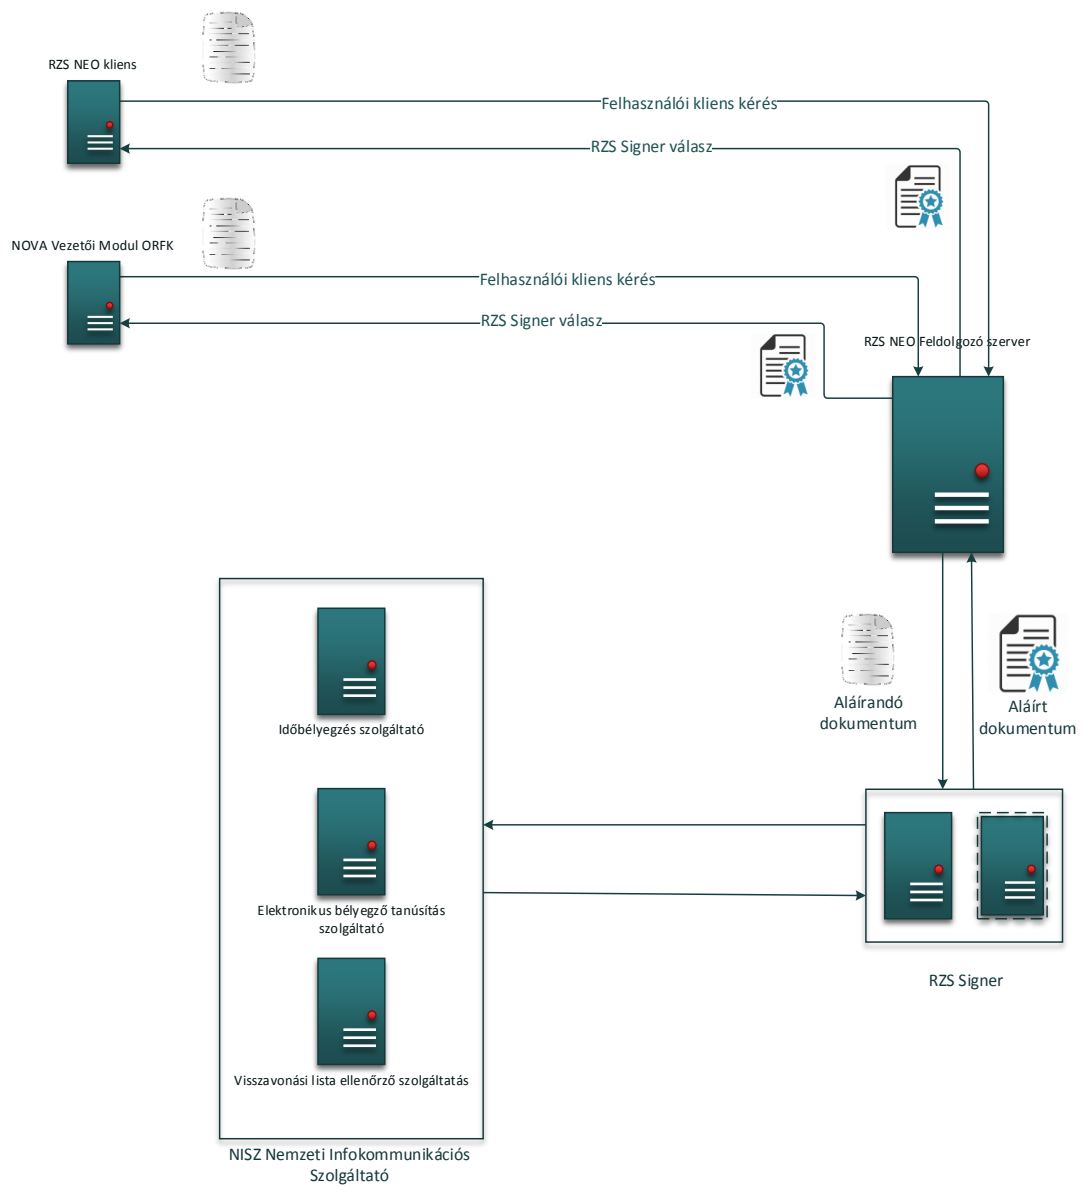 RZS NEO kliens
Felhasználói kliens kérés
RZS Signer válasz
NOVA Vezetői Modul ORFK
Felhasználói kliens kérés
RZS Signer válasz
RZS NEO Feldolgozó szerver
Aláírandó
dokumentum
Aláírt
dokumentum
Időbélyegzés szolgáltató
Elektronikus bélyegző tanúsítás
szolgáltató
Visszavonási lista ellenőrző szolgáltatás
RZS Signer
NISZ Nemzeti Infokommunikációs
Szolgáltató